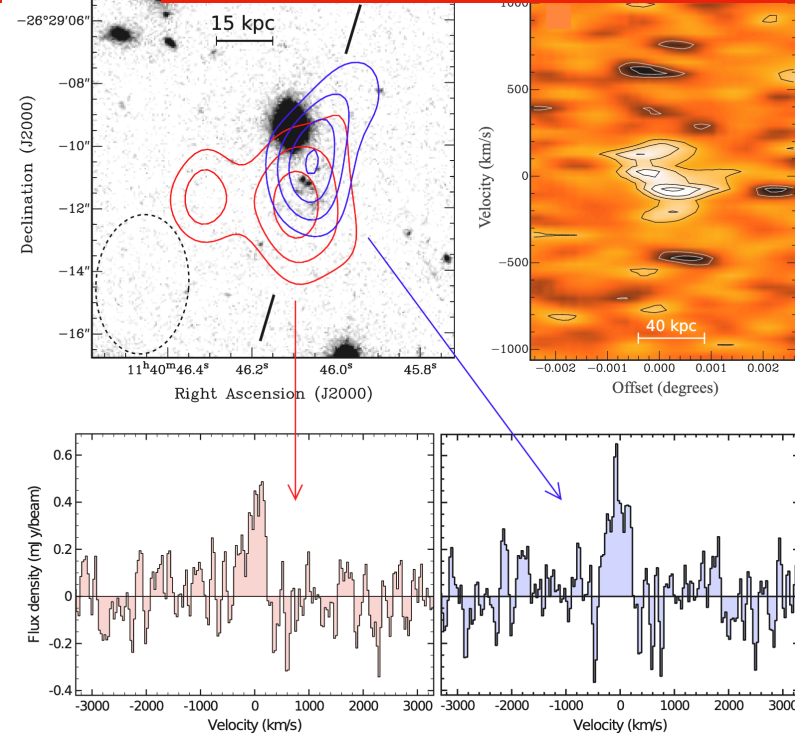 15 kpc
−26°29′06″
−08″
−10″
−12″
−14″
−16″
Declination (J2000)
11ʰ40ᵐ46.4ˢ
46.2ˢ
46.0ˢ
45.8ˢ
Right Ascension (J2000)
1000
500
0
−500
−1000
Velocity (km/s)
40 kpc
−0.002
−0.001
0.000
0.001
0.002
Offset (degrees)
0.6
0.4
0.2
0
-0.2
-0.4
Flux density (mJy/beam)
-3000 -2000 -1000 0 1000 2000 3000
Velocity (km/s)
-3000 -2000 -1000 0 1000 2000 3000
Velocity (km/s)